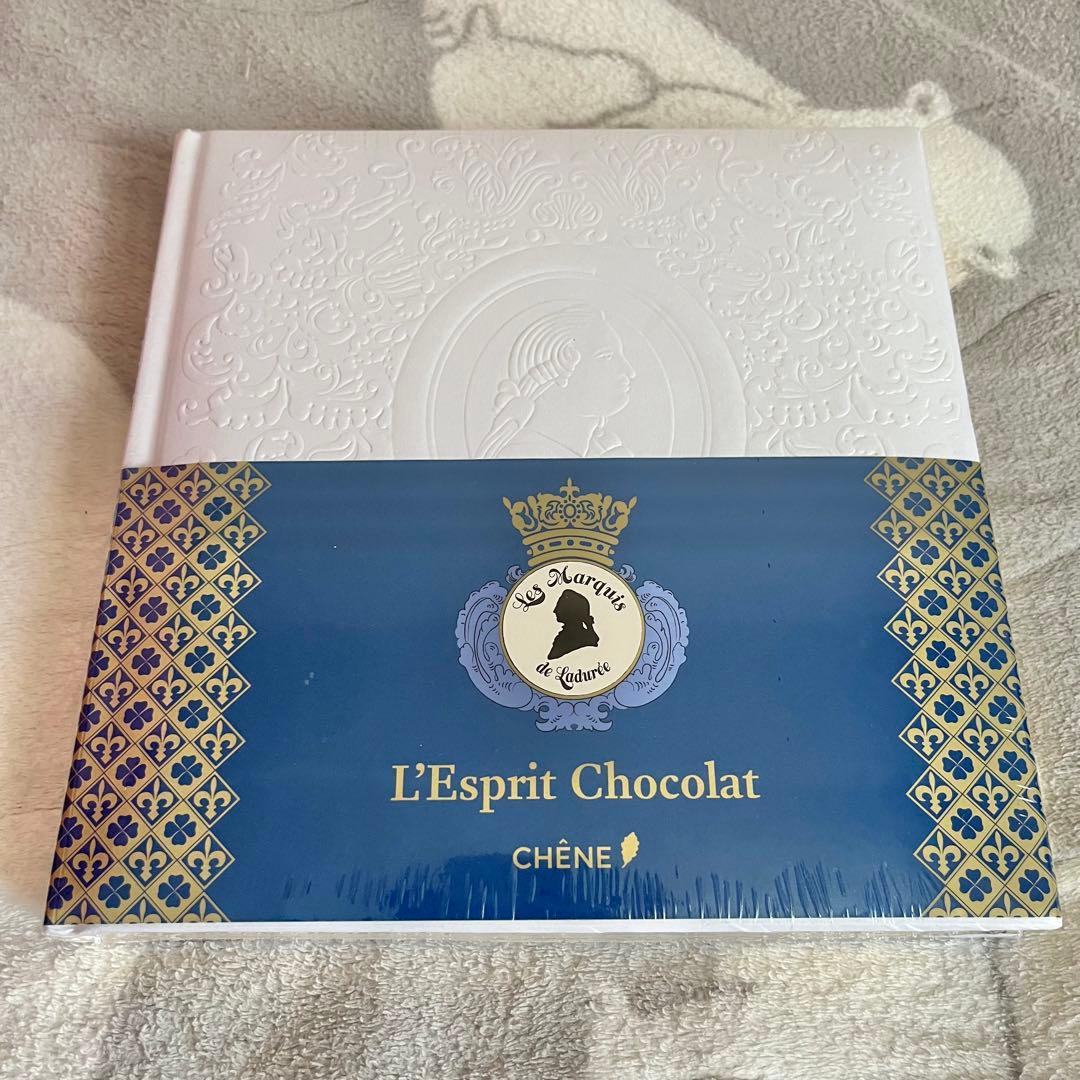 Les Marquis
de Ladurée
L'Esprit Chocolat
CHÊNE